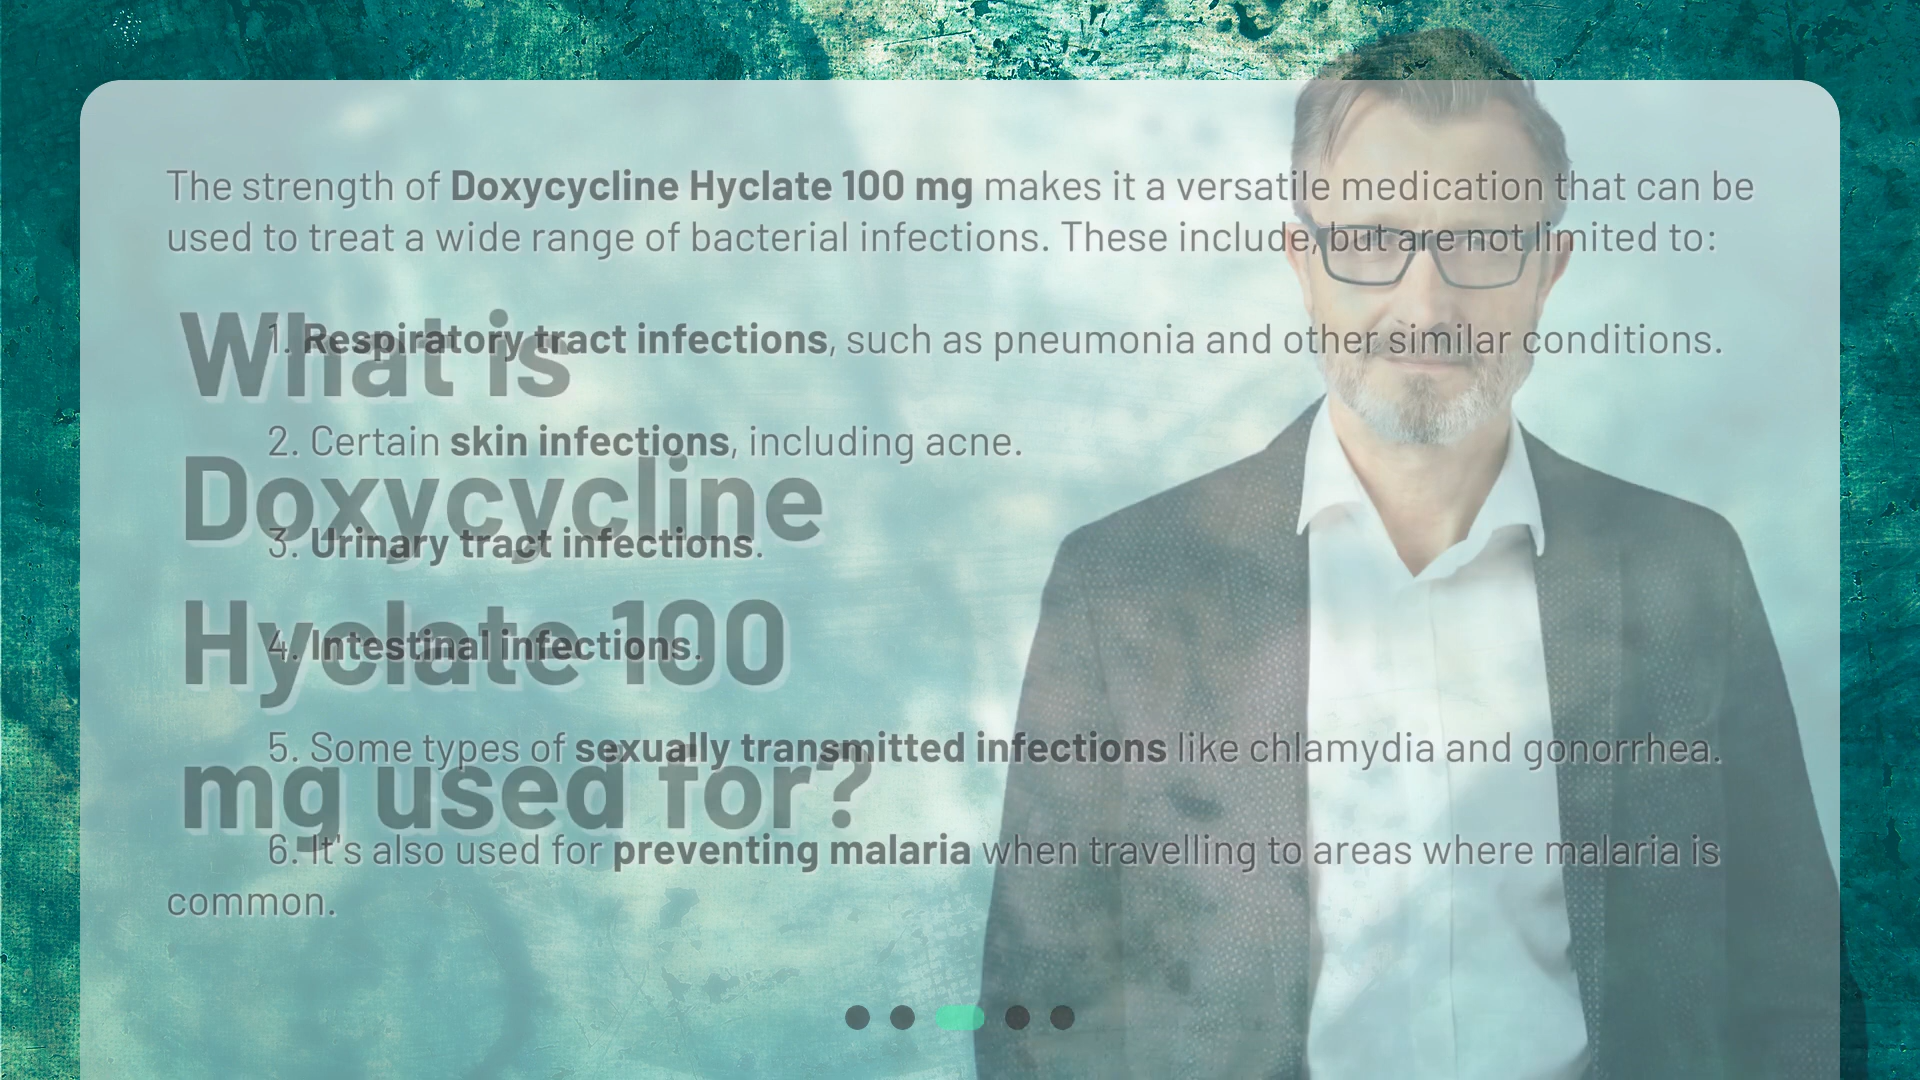 The strength of Doxycycline Hyclate 100 mg makes it a versatile medication that can be
used to treat a wide range of bacterial infections. These include, but are not limited to:
What is
1. Respiratory tract infections, such as pneumonia and other similar conditions.
2. Certain skin infections, including acne.
Doxycycline
3. Urinary tract infections.
Hyclate 100
4. Intestinal infections.
5. Some types of sexually transmitted infections like chlamydia and gonorrhea.
mg used for?
6. It's also used for preventing malaria when travelling to areas where malaria is
common.